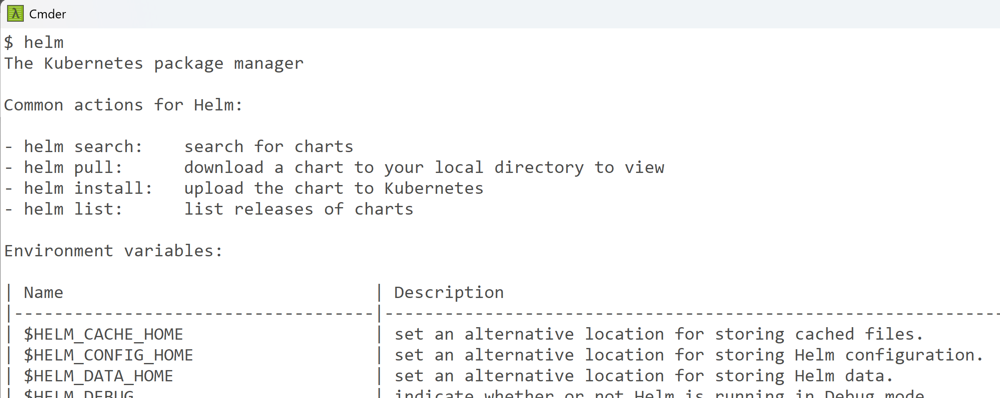 Cmder
$ helm
The Kubernetes package manager

Common actions for Helm:

- helm search:    search for charts
- helm pull:      download a chart to your local directory to view
- helm install:   upload the chart to Kubernetes
- helm list:      list releases of charts

Environment variables:

| Name                               | Description
|------------------------------------|--------------------------------------------------------------
| $HELM_CACHE_HOME                   | set an alternative location for storing cached files.
| $HELM_CONFIG_HOME                  | set an alternative location for storing Helm configuration.
| $HELM_DATA_HOME                    | set an alternative location for storing Helm data.
| $HELM_DEBUG                        | indicate whether or not Helm is running in Debug mode